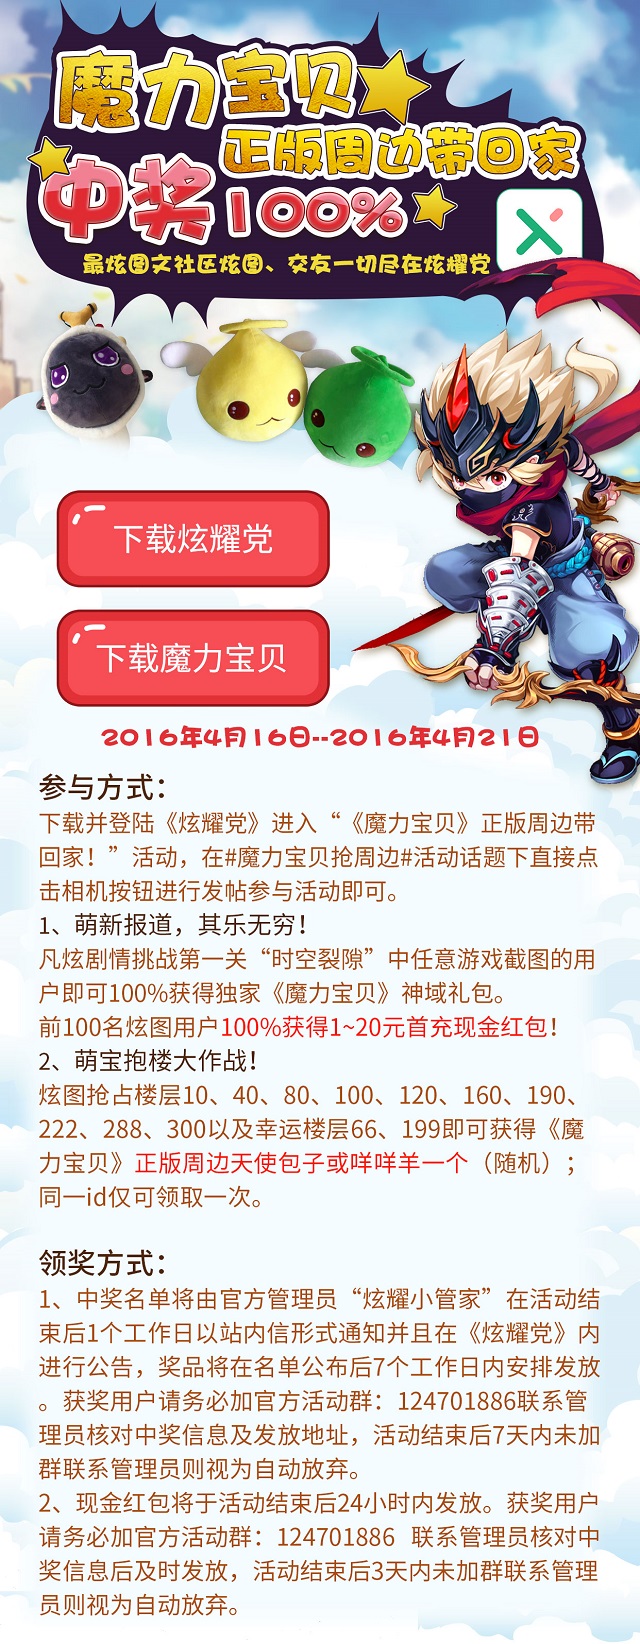 魔力宝贝
正版周边带回家
中奖100%
最炫图文社区炫图、交友一切尽在炫耀党
下载炫耀党
下载魔力宝贝
2016年4月16日--2016年4月21日
参与方式：
下载并登陆《炫耀党》进入“《魔力宝贝》正版周边带
回家！”活动，在#魔力宝贝抢周边#活动话题下直接点
击相机按钮进行发帖参与活动即可。
1、萌新报道，其乐无穷！
凡炫剧情挑战第一关“时空裂隙”中任意游戏截图的用
户即可100%获得独家《魔力宝贝》神域礼包。
前100名炫图用户100%获得1~20元首充现金红包！
2、萌宝抱楼大作战！
炫图抢占楼层10、40、80、100、120、160、190、
222、288、300以及幸运楼层66、199即可获得《魔
力宝贝》正版周边天使包子或咩咩羊一个（随机）；
同一id仅可领取一次。
领奖方式：
1、中奖名单将由官方管理员“炫耀小管家”在活动结
束后1个工作日以站内信形式通知并且在《炫耀党》内
进行公告，奖品将在名单公布后7个工作日内安排发放
。获奖用户请务必加官方活动群：124701886联系管
理员核对中奖信息及发放地址，活动结束后7天内未加
群联系管理员则视为自动放弃。
2、现金红包将于活动结束后24小时内发放。获奖用户
请务必加官方活动群：124701886 联系管理员核对中
奖信息后及时发放，活动结束后3天内未加群联系管理
员则视为自动放弃。